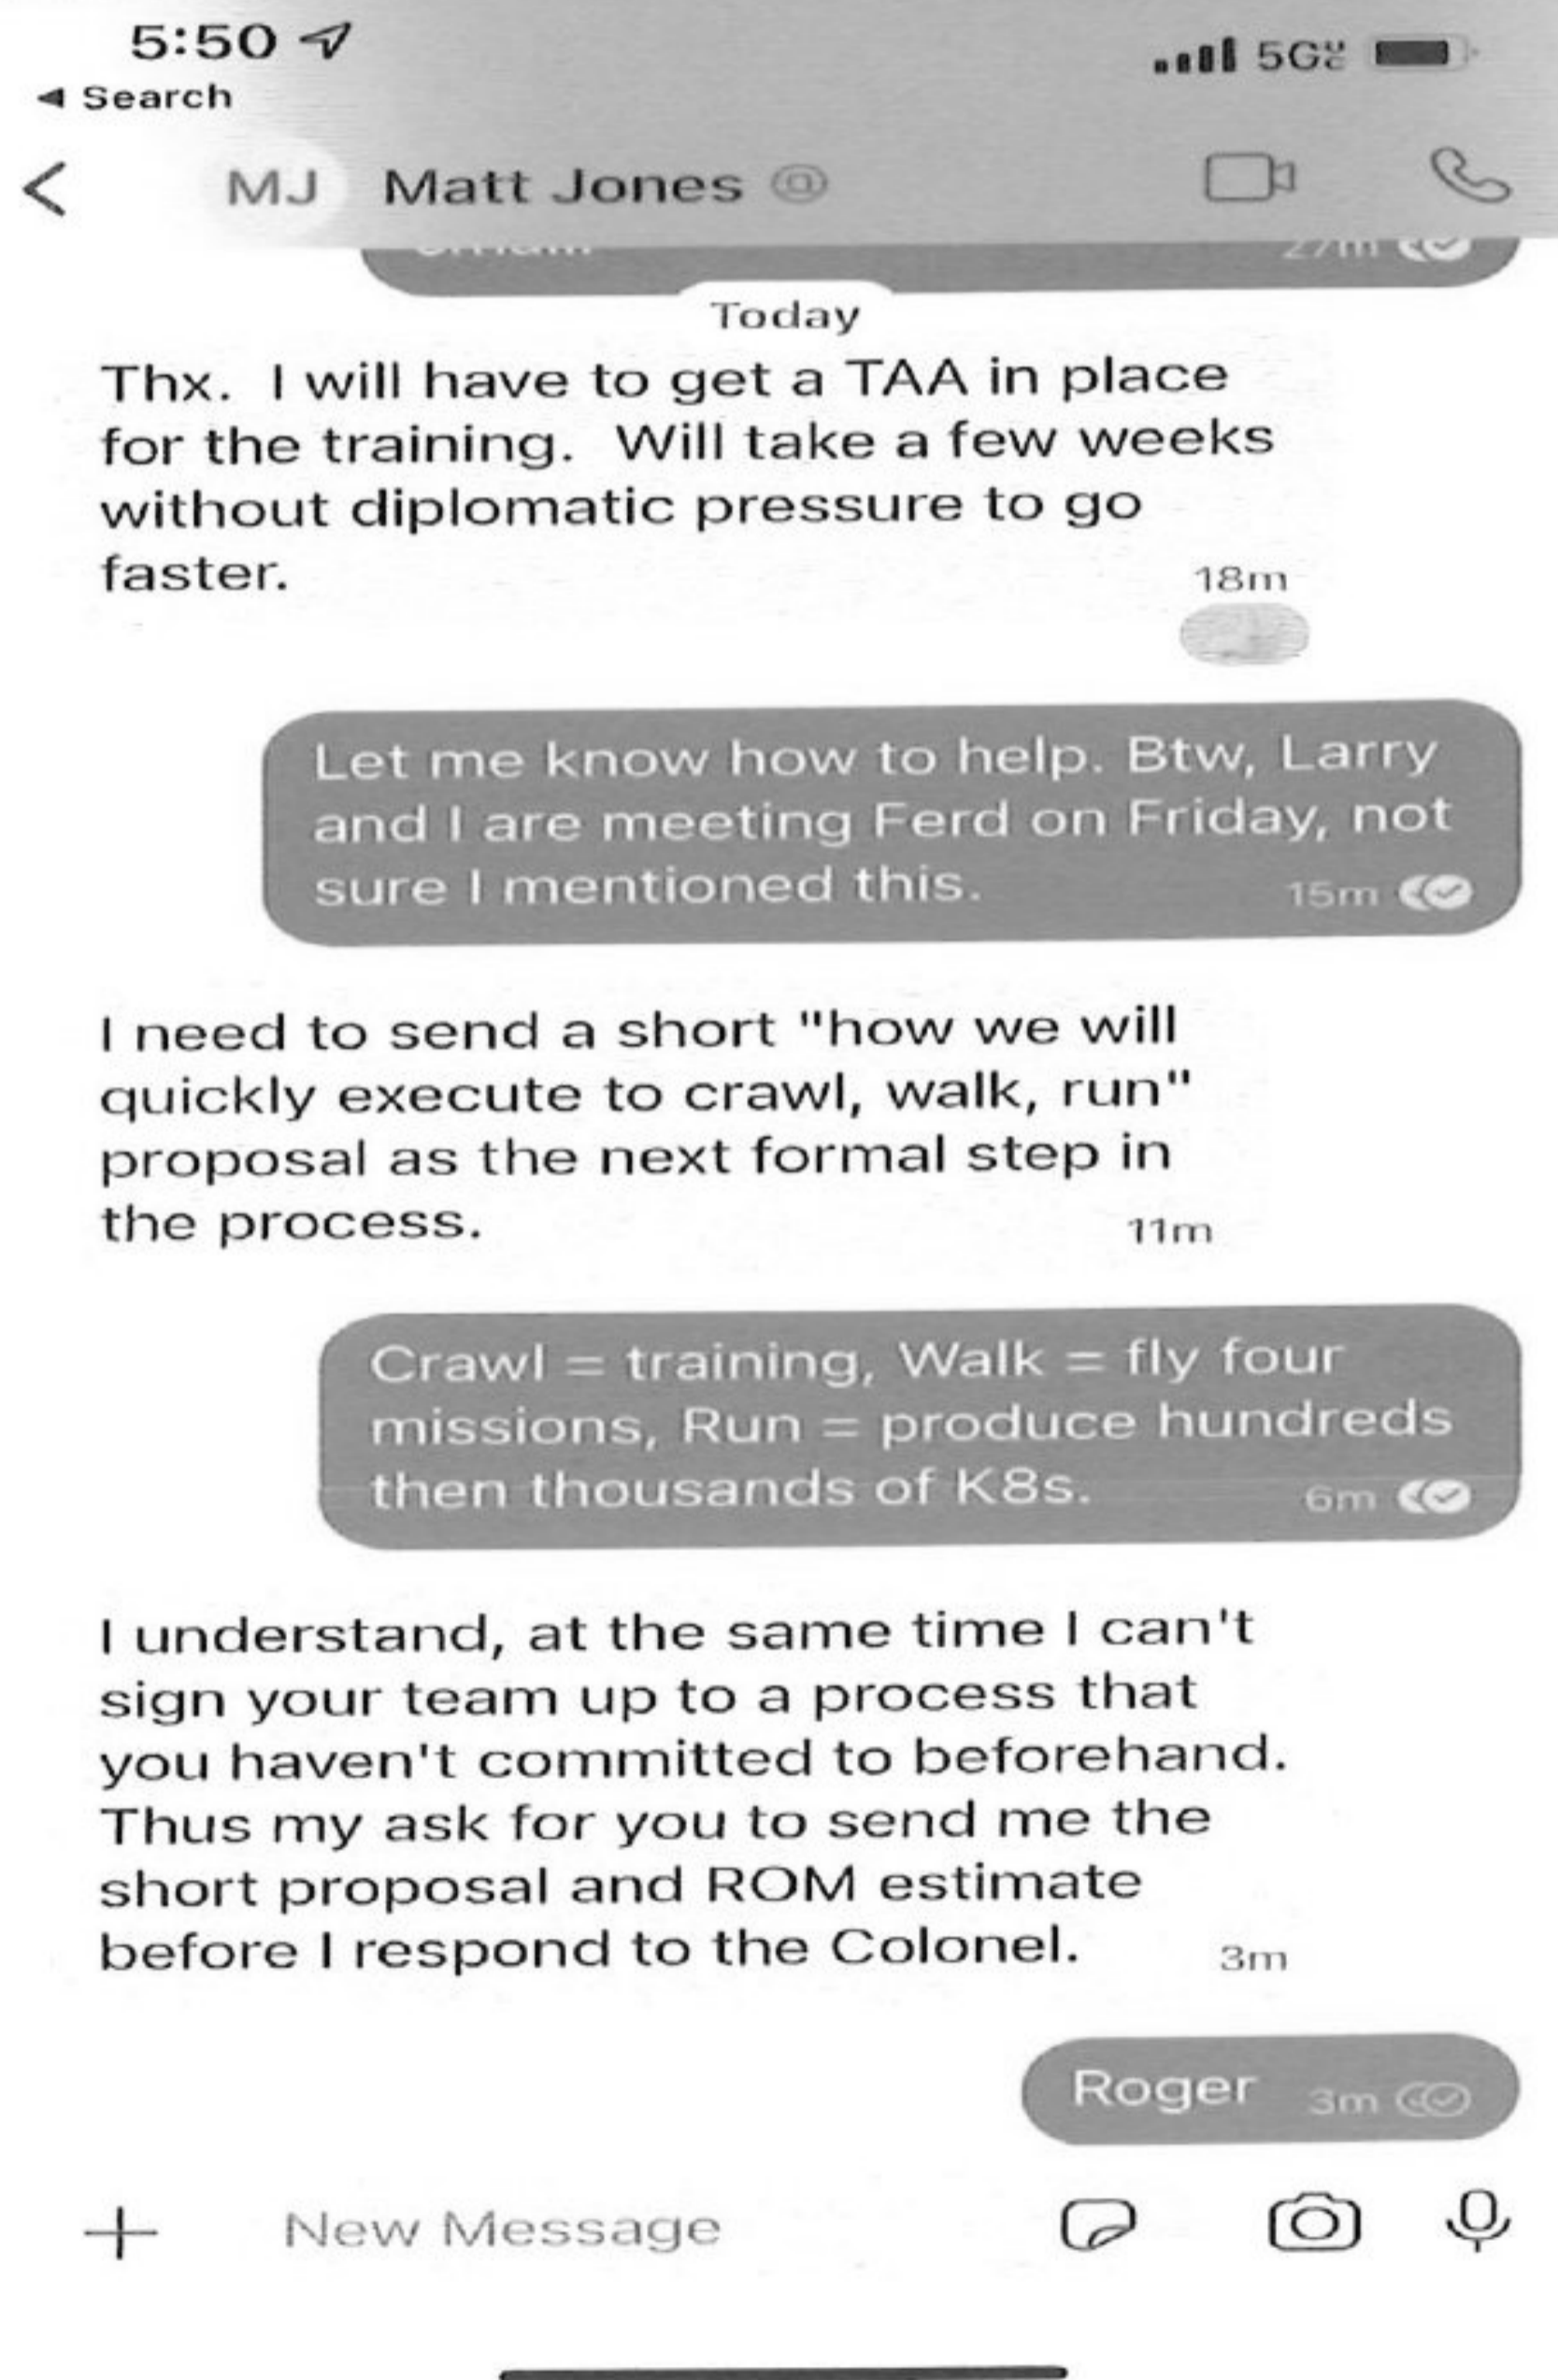 5:50
Search
5G
MJ Matt Jones @
27m
Today
Thx. I will have to get a TAA in place
for the training. Will take a few weeks
without diplomatic pressure to go
faster.
18m
Let me know how to help. Btw, Larry
and I are meeting Ferd on Friday, not
sure I mentioned this.
15m
I need to send a short "how we will
quickly execute to crawl, walk, run"
proposal as the next formal step in
the process.
11m
Crawl = training, Walk = fly four
missions, Run = produce hundreds
then thousands of K8s.
6m
I understand, at the same time I can't
sign your team up to a process that
you haven't committed to beforehand.
Thus my ask for you to send me the
short proposal and ROM estimate
before I respond to the Colonel.
3m
Roger 3m
New Message